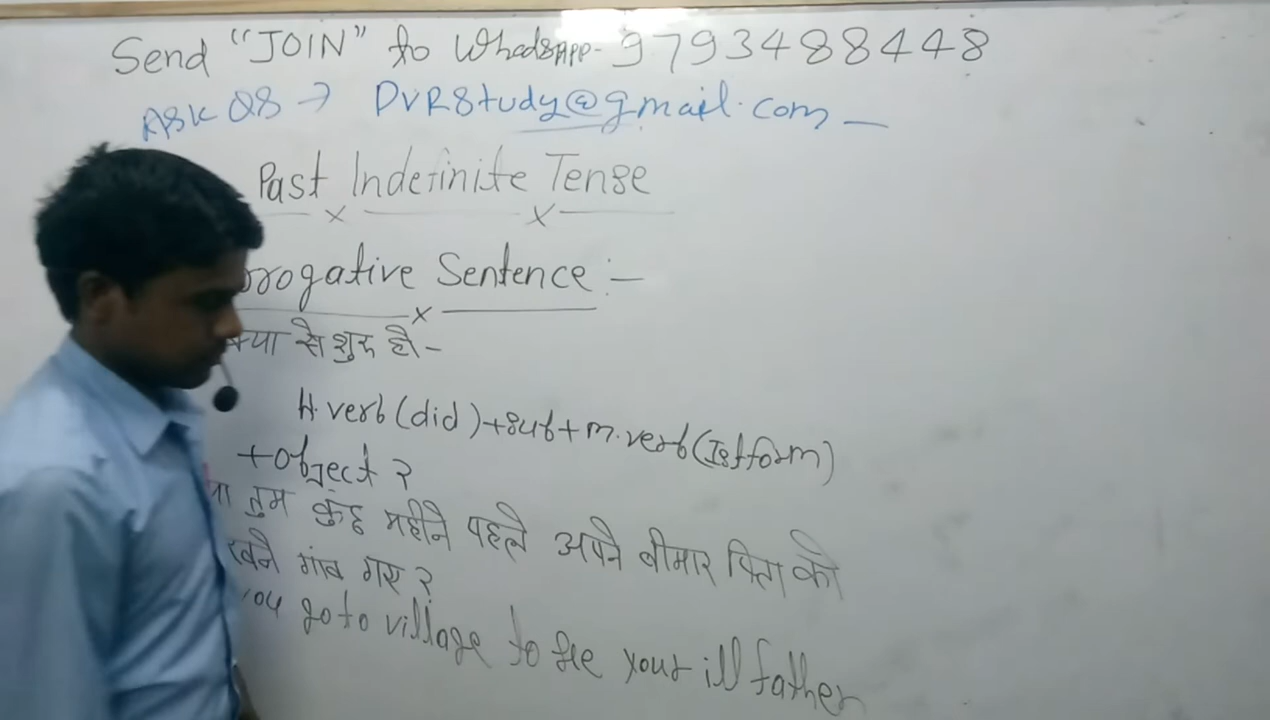 Send "JOIN" to WhatsApp- 9793488448
ASK QS → DVRStudy@gmail.com
Past Indefinite Tense
rogative Sentence :-
क्या से शुरू हो -
H. verb (did) + sub + m. verb (Ist form)
+ object ?
तुम कुछ महीने पहले अपने बीमार पिता को
गांव गए ?
you go to village to see your ill father